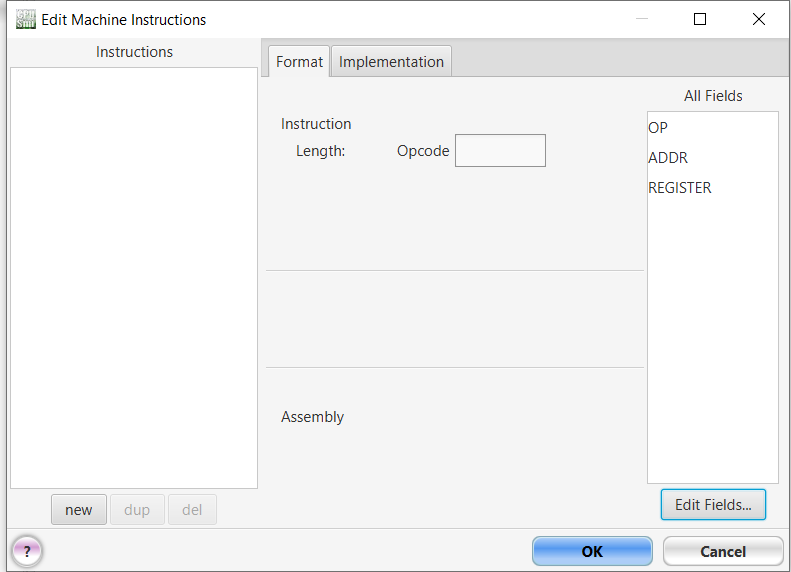 Edit Machine Instructions
Instructions
Format
Implementation
All Fields
Instruction
Length:
Opcode
OP
ADDR
REGISTER
Assembly
new
dup
del
Edit Fields...
?
OK
Cancel